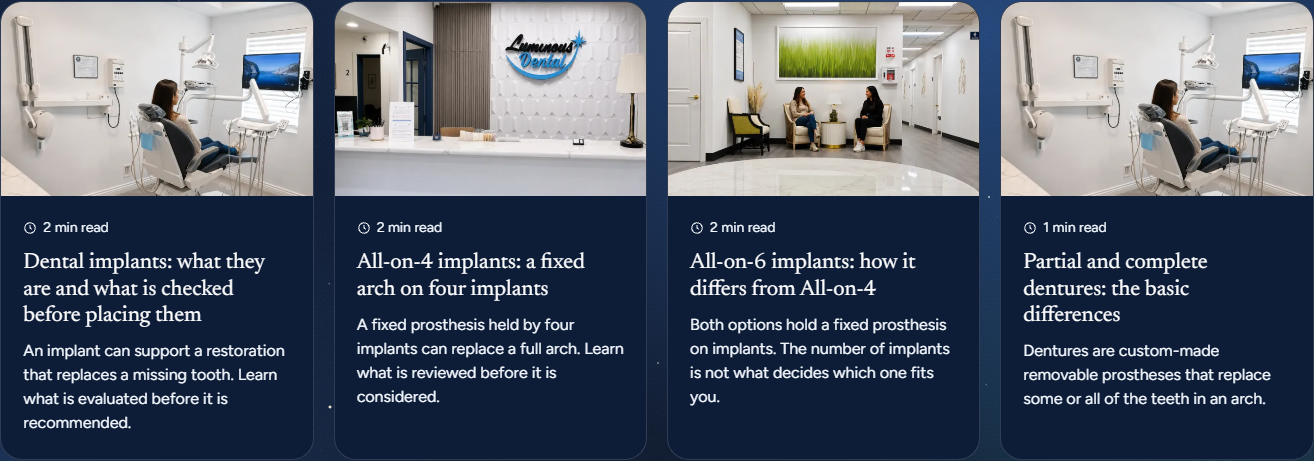 Luminous
Dental
2
2 min read
Dental implants: what they
are and what is checked
before placing them
An implant can support a restoration
that replaces a missing tooth. Learn
what is evaluated before it is
recommended.
2 min read
All-on-4 implants: a fixed
arch on four implants
A fixed prosthesis held by four
implants can replace a full arch. Learn
what is reviewed before it is
considered.
2 min read
All-on-6 implants: how it
differs from All-on-4
Both options hold a fixed prosthesis
on implants. The number of implants
is not what decides which one fits
you.
1 min read
Partial and complete
dentures: the basic
differences
Dentures are custom-made
removable prostheses that replace
some or all of the teeth in an arch.